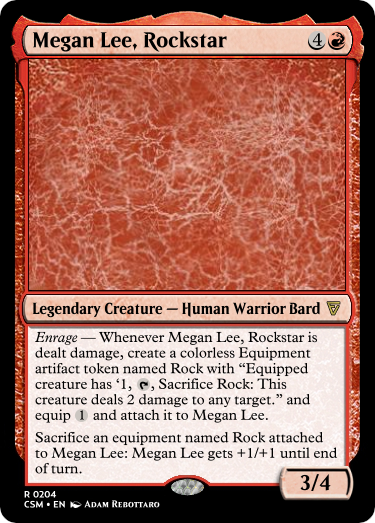 Megan Lee, Rockstar 4
Legendary Creature — Human Warrior Bard
Enrage — Whenever Megan Lee, Rockstar is
dealt damage, create a colorless Equipment
artifact token named Rock with “Equipped
creature has ‘1, , Sacrifice Rock: This
creature deals 2 damage to any target.” and
equip 1 and attach it to Megan Lee.
Sacrifice an equipment named Rock attached
to Megan Lee: Megan Lee gets +1/+1 until end
of turn.
3/4
R 0204
CSM • EN Adam Rebottaro